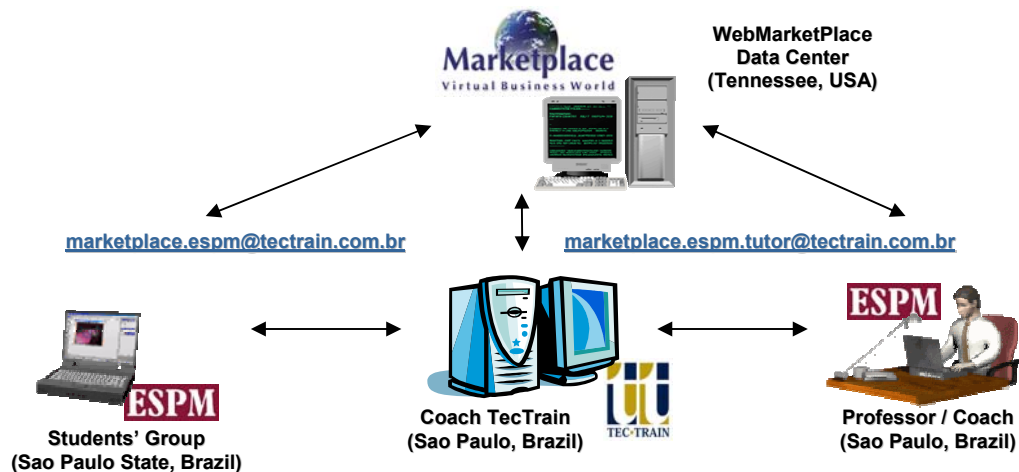 Marketplace
Virtual Business World
WebMarketPlace
Data Center
(Tennessee, USA)
marketplace.espm@tectrain.com.br
marketplace.espm.tutor@tectrain.com.br
ESPM
Students' Group
(Sao Paulo State, Brazil)
TEC•TRAIN
Coach TecTrain
(Sao Paulo, Brazil)
ESPM
Professor / Coach
(Sao Paulo, Brazil)